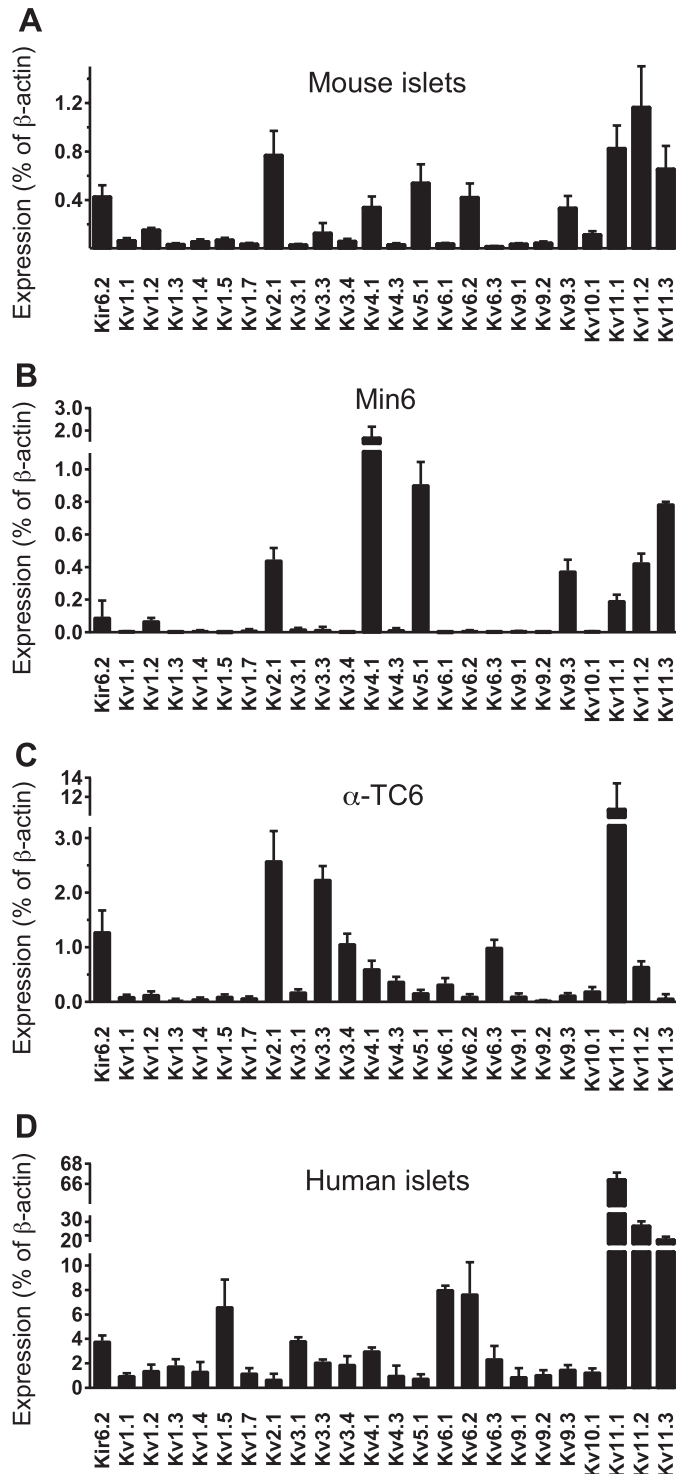 A
Mouse islets
Expression (% of β-actin)
1.2
0.8
0.4
Kir6.2 Kv1.1 Kv1.2 Kv1.3 Kv1.4 Kv1.5 Kv1.7 Kv2.1 Kv3.1 Kv3.3 Kv3.4 Kv4.1 Kv4.3 Kv5.1 Kv6.1 Kv6.2 Kv6.3 Kv9.1 Kv9.2 Kv9.3 Kv10.1 Kv11.1 Kv11.2 Kv11.3
B
Min6
Expression (% of β-actin)
3.0
2.0
1.0
0.8
0.6
0.4
0.2
0.0
Kir6.2 Kv1.1 Kv1.2 Kv1.3 Kv1.4 Kv1.5 Kv1.7 Kv2.1 Kv3.1 Kv3.3 Kv3.4 Kv4.1 Kv4.3 Kv5.1 Kv6.1 Kv6.2 Kv6.3 Kv9.1 Kv9.2 Kv9.3 Kv10.1 Kv11.1 Kv11.2 Kv11.3
C
α-TC6
Expression (% of β-actin)
14
12
3.0
2.0
1.0
0.0
Kir6.2 Kv1.1 Kv1.2 Kv1.3 Kv1.4 Kv1.5 Kv1.7 Kv2.1 Kv3.1 Kv3.3 Kv3.4 Kv4.1 Kv4.3 Kv5.1 Kv6.1 Kv6.2 Kv6.3 Kv9.1 Kv9.2 Kv9.3 Kv10.1 Kv11.1 Kv11.2 Kv11.3
D
Human islets
Expression (% of β-actin)
68
66
30
20
10
8
6
4
2
0
Kir6.2 Kv1.1 Kv1.2 Kv1.3 Kv1.4 Kv1.5 Kv1.7 Kv2.1 Kv3.1 Kv3.3 Kv3.4 Kv4.1 Kv4.3 Kv5.1 Kv6.1 Kv6.2 Kv6.3 Kv9.1 Kv9.2 Kv9.3 Kv10.1 Kv11.1 Kv11.2 Kv11.3